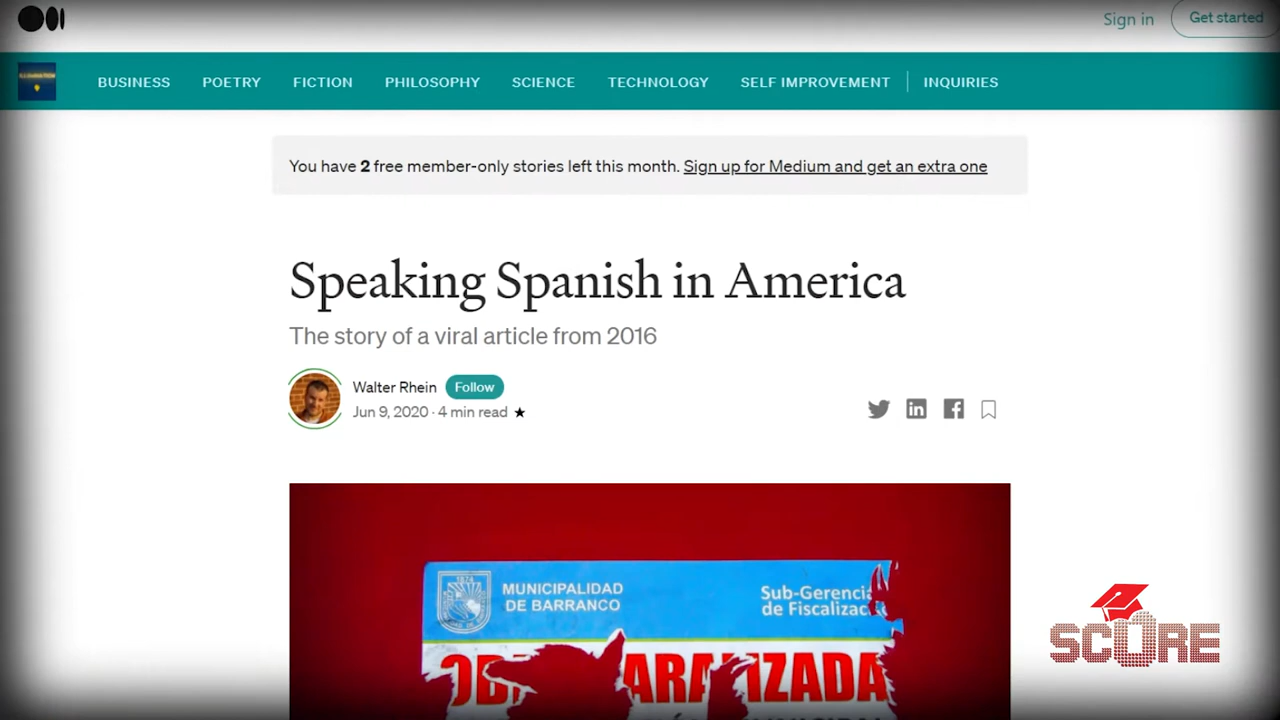 Sign in
Get started
BUSINESS POETRY FICTION PHILOSOPHY SCIENCE TECHNOLOGY SELF IMPROVEMENT INQUIRIES
You have 2 free member-only stories left this month. Sign up for Medium and get an extra one
Speaking Spanish in America
The story of a viral article from 2016
Walter Rhein Follow
Jun 9, 2020 · 4 min read ★
1874
MUNICIPALIDAD
DE BARRANCO
Sub-Gerencia
de Fiscalizac
SCORE